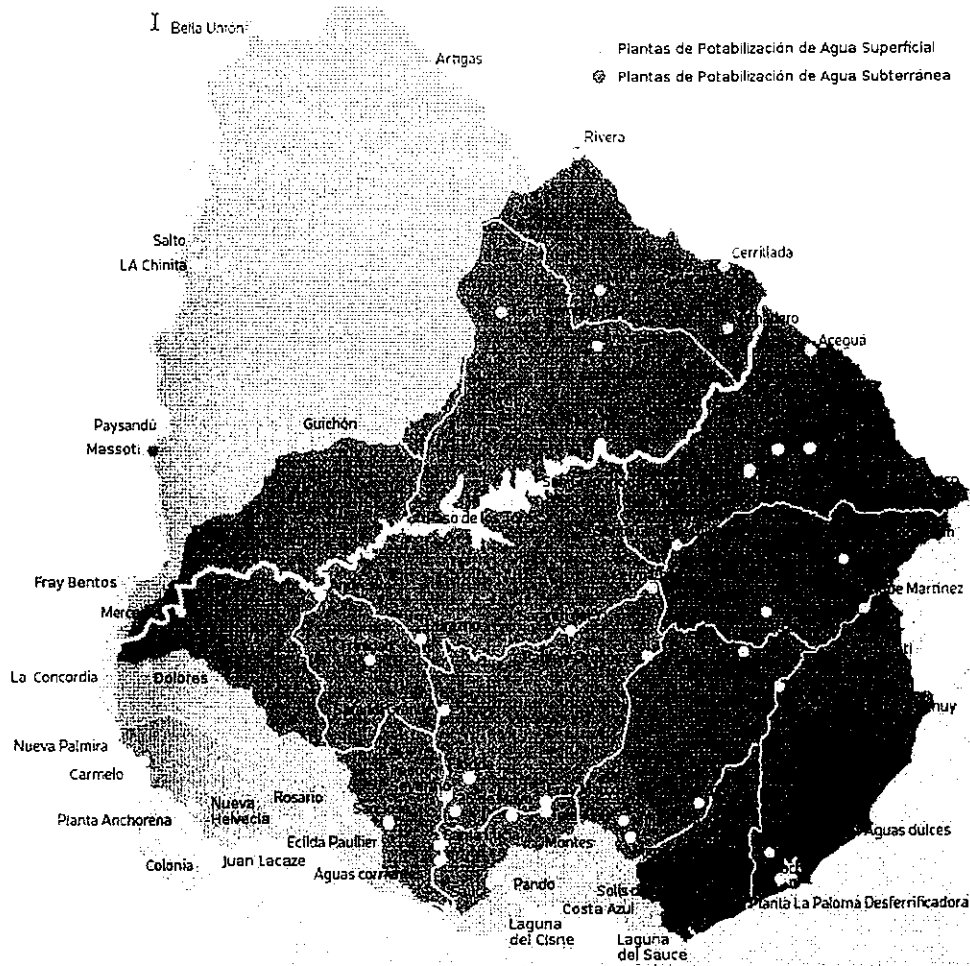 Bella Unión
Artigas
Plantas de Potabilización de Agua Superficial
Plantas de Potabilización de Agua Subterránea
Rivera
Salto
LA Chinita
Cerrillada
Aceguá
Paysandú
Massoti
Guichón
Fray Bentos
La Concordia
Dolores
Nueva Palmira
Carmelo
Planta Anchorena
Nueva
Helvecia
Rosario
Ecilda Paullier
Colonia
Juan Lacaze
Montes
Aguas dulces
Pando
Costa Azul
Planta La Paloma Desferrificadora
Laguna
del Cisne
Laguna
del Sauce